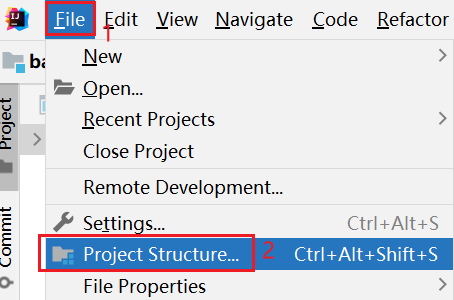 File Edit View Navigate Code Refactor
1
ba
New
Open...
Recent Projects
Close Project
Remote Development...
Settings... Ctrl+Alt+S
Project Structure... 2 Ctrl+Alt+Shift+S
File Properties
Project
Commit